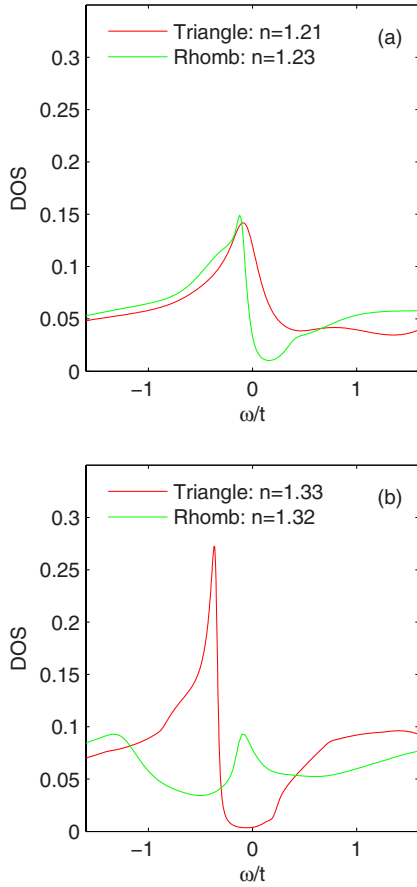 Triangle: n=1.21
(a)
Rhomb: n=1.23
0.3
0.25
0.2
DOS
0.15
0.1
0.05
0
−1
0
1
ω/t
Triangle: n=1.33
(b)
Rhomb: n=1.32
0.3
0.25
0.2
DOS
0.15
0.1
0.05
0
−1
0
1
ω/t